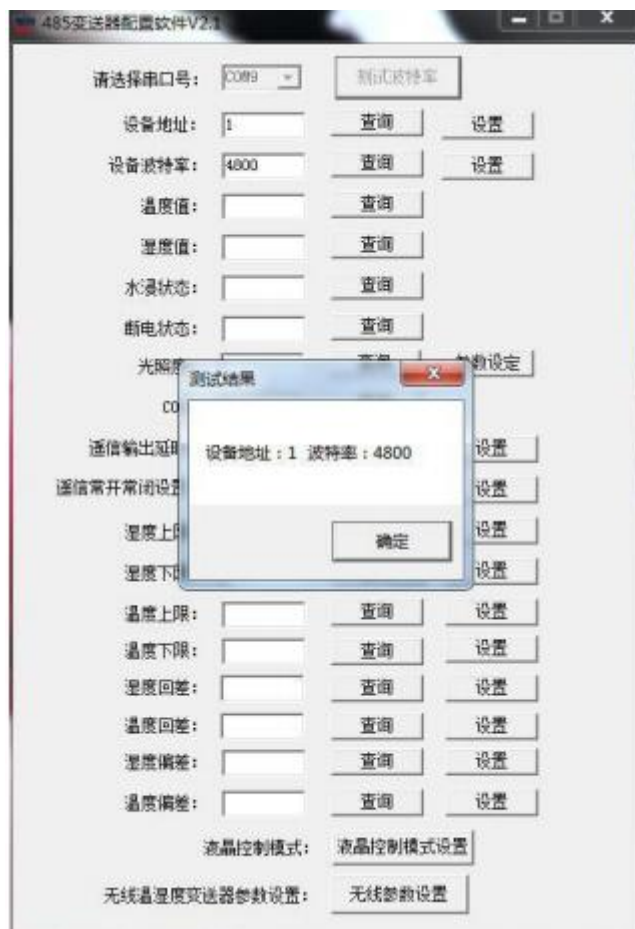 485变送器配置软件V2.1
请选择串口号： COM9 测试波特率
设备地址： 1 查询 设置
设备波特率： 4800 查询 设置
温度值： 查询
湿度值： 查询
水浸状态： 查询
断电状态： 查询
光照度 参数设定
测试结果
CO
设备地址：1 波特率：4800
遥信输出延时 设置
遥信常开常闭设置 设置
湿度上限 设置
确定
湿度下限 设置
温度上限： 查询 设置
温度下限： 查询 设置
湿度回差： 查询 设置
温度回差： 查询 设置
湿度偏差： 查询 设置
温度偏差： 查询 设置
液晶控制模式： 液晶控制模式设置
无线温湿度变送器参数设置： 无线参数设置